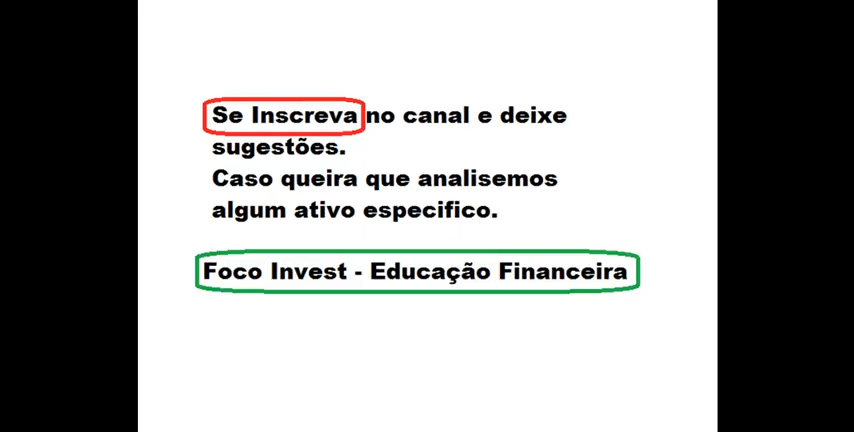 Se Inscreva no canal e deixe
sugestões.
Caso queira que analisemos
algum ativo especifico.
Foco Invest - Educação Financeira